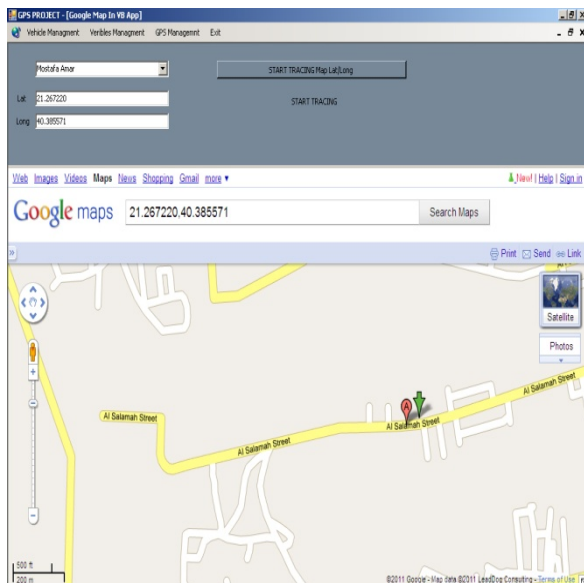 GPS PROJECT - [Google Map In VB App]
Vehicle Managment Veribles Managment GPS Managemnt Exit
Mostafa Amar
START TRACING Map Lat/Long
Lat 21.267220
START TRACING
Long 40.385571
Web Images Videos Maps News Shopping Gmail more ▼
New! | Help | Sign in
Google maps 21.267220,40.385571 Search Maps
» Print Send Link
Satellite
Photos
Al Salamah Street
A
Al Salamah Street
Al Salamah Street
Al Salamah Street
500 ft
200 m
©2011 Google - Map data ©2011 LeadDog Consulting - Terms of Use